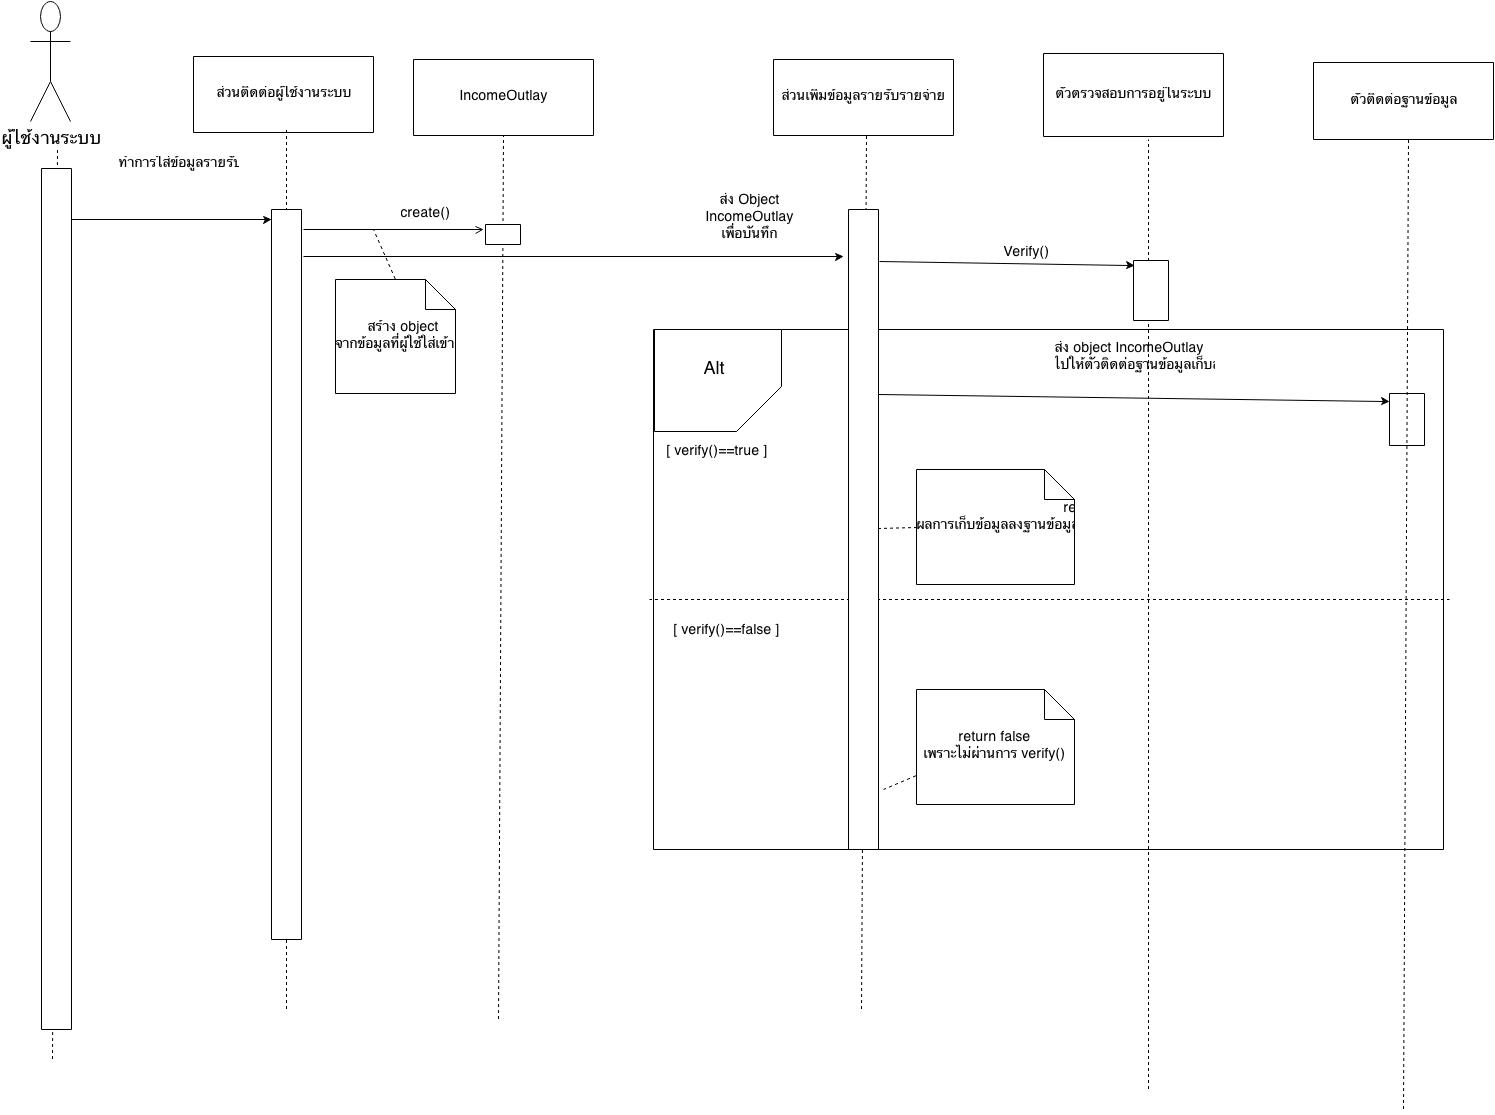 ผู้ใช้งานระบบ
ส่วนติดต่อผู้ใช้งานระบบ
IncomeOutlay
ส่วนเพิ่มข้อมูลรายรับรายจ่าย
ตัวตรวจสอบการอยู่ในระบบ
ตัวติดต่อฐานข้อมูล
ทำการใส่ข้อมูลรายรับ
create()
ส่ง Object
IncomeOutlay
เพื่อบันทึก
Verify()
สร้าง object
จากข้อมูลที่ผู้ใช้ใส่เข้า
Alt
ส่ง object IncomeOutlay
ไปให้ตัวติดต่อฐานข้อมูลเก็บ
[ verify()==true ]
re
ผลการเก็บข้อมูลลงฐานข้อมูล
[ verify()==false ]
return false
เพราะไม่ผ่านการ verify()